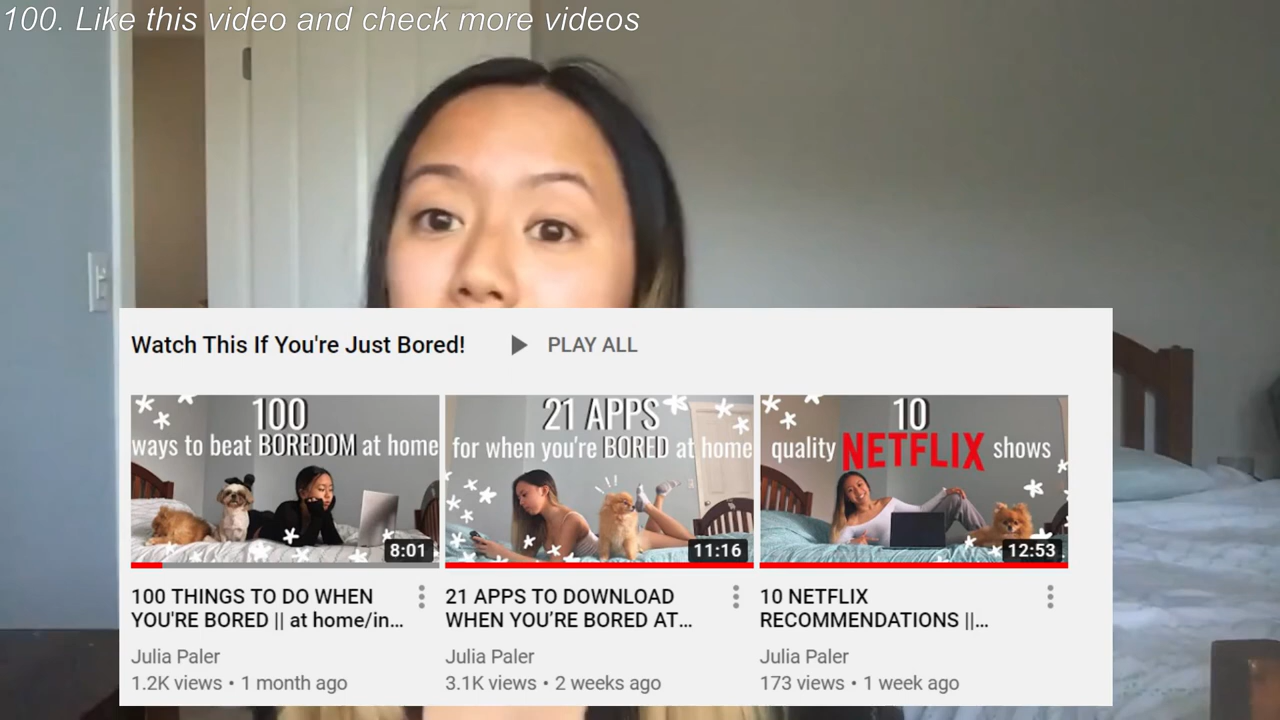 100. Like this video and check more videos
Watch This If You're Just Bored!
PLAY ALL
100
ways to beat BOREDOM at home
8:01
21 APPS
for when you're BORED at home
11:16
10
quality NETFLIX shows
12:53
100 THINGS TO DO WHEN
YOU'RE BORED || at home/in...
Julia Paler
1.2K views • 1 month ago
21 APPS TO DOWNLOAD
WHEN YOU’RE BORED AT...
Julia Paler
3.1K views • 2 weeks ago
10 NETFLIX
RECOMMENDATIONS ||...
Julia Paler
173 views • 1 week ago